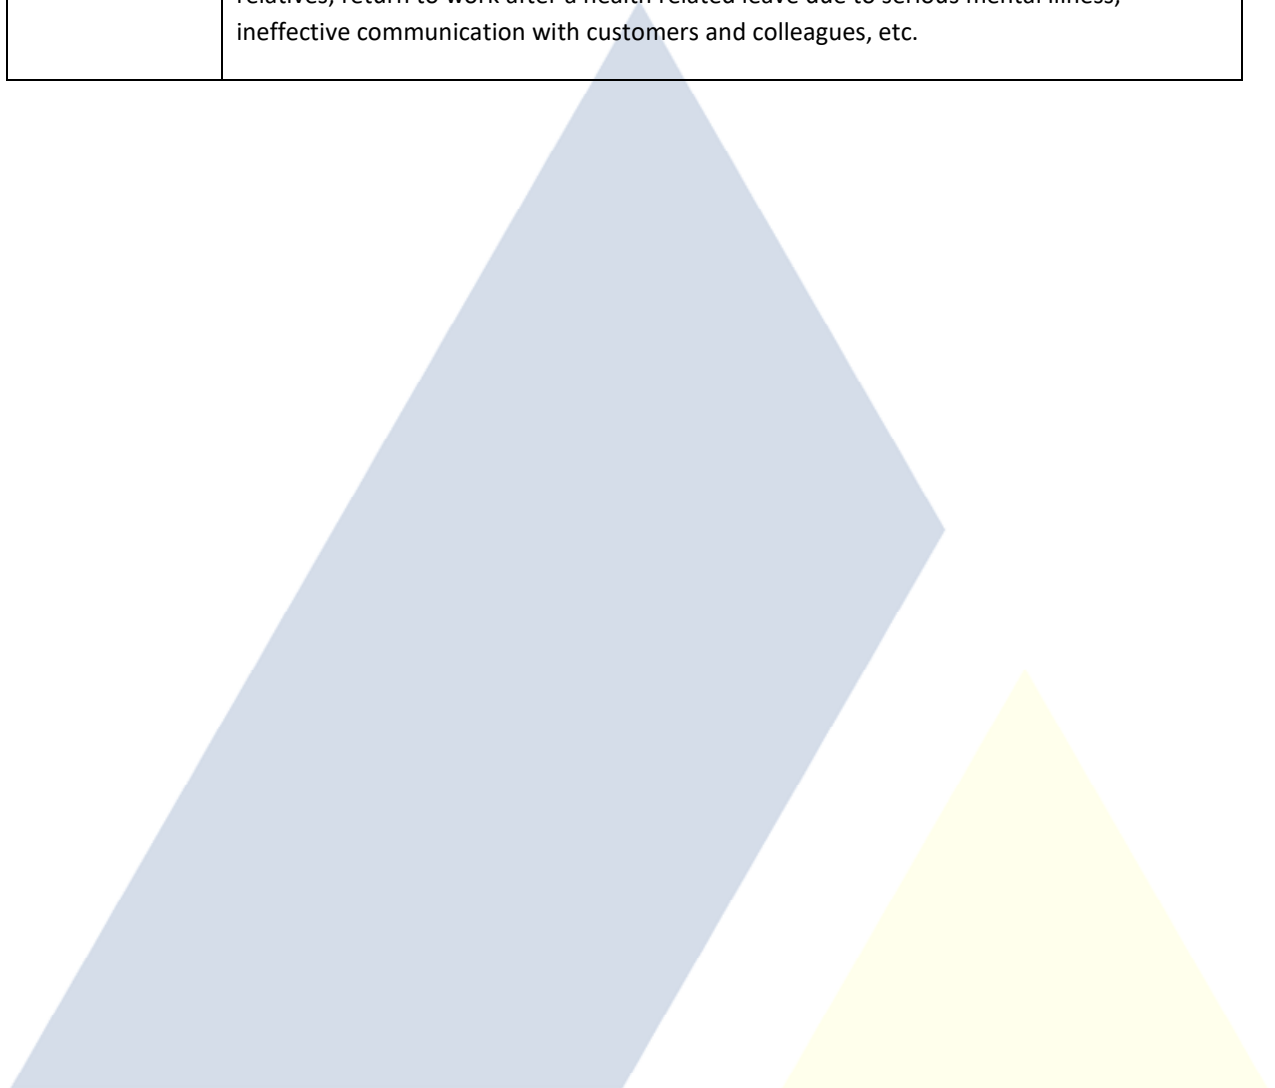 relatives, return to work after a health related leave due to serious mental illness,
ineffective communication with customers and colleagues, etc.